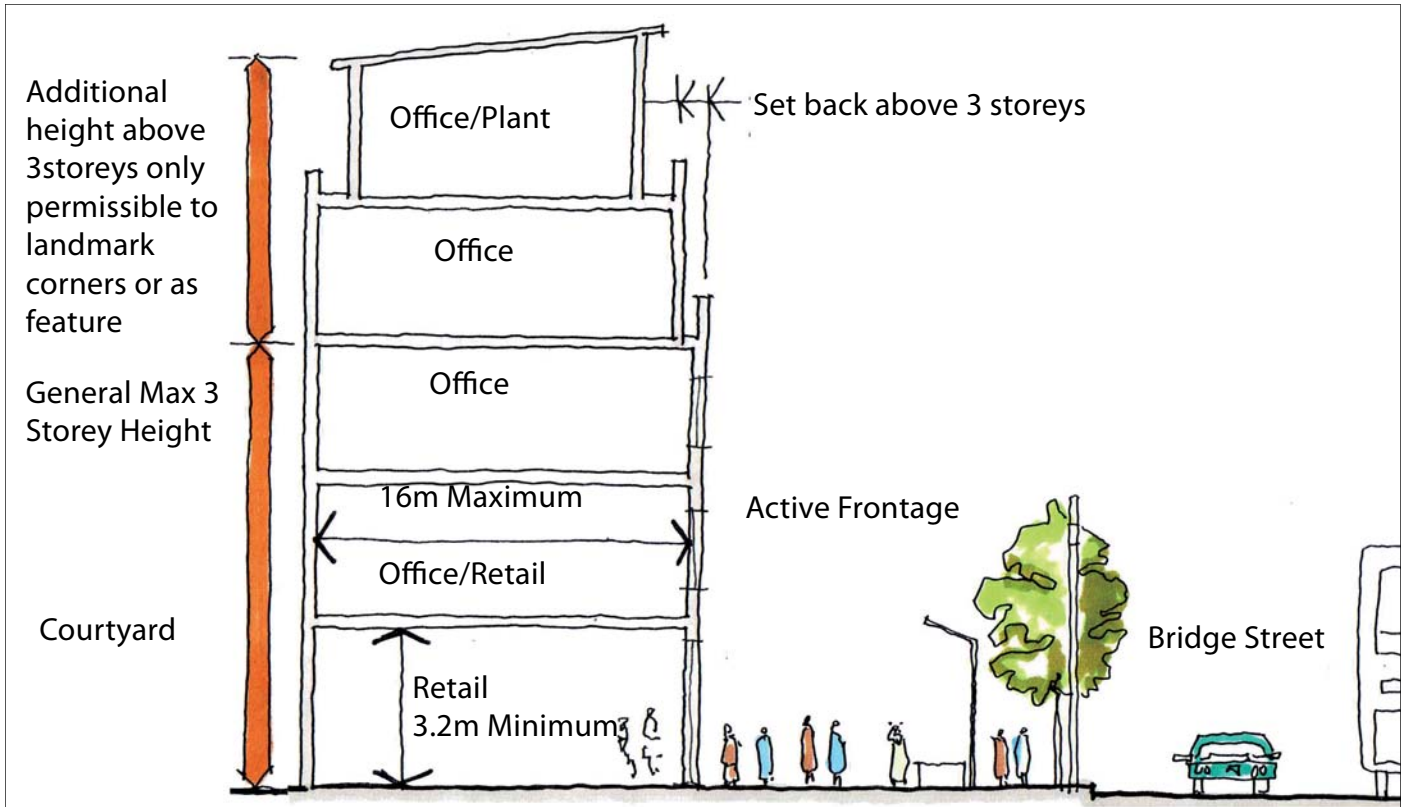 Additional
height above
3storeys only
permissible to
landmark
corners or as
feature
General Max 3
Storey Height
Courtyard
Office/Plant
Set back above 3 storeys
Office
Office
16m Maximum
Office/Retail
Retail
3.2m Minimum
Active Frontage
Bridge Street